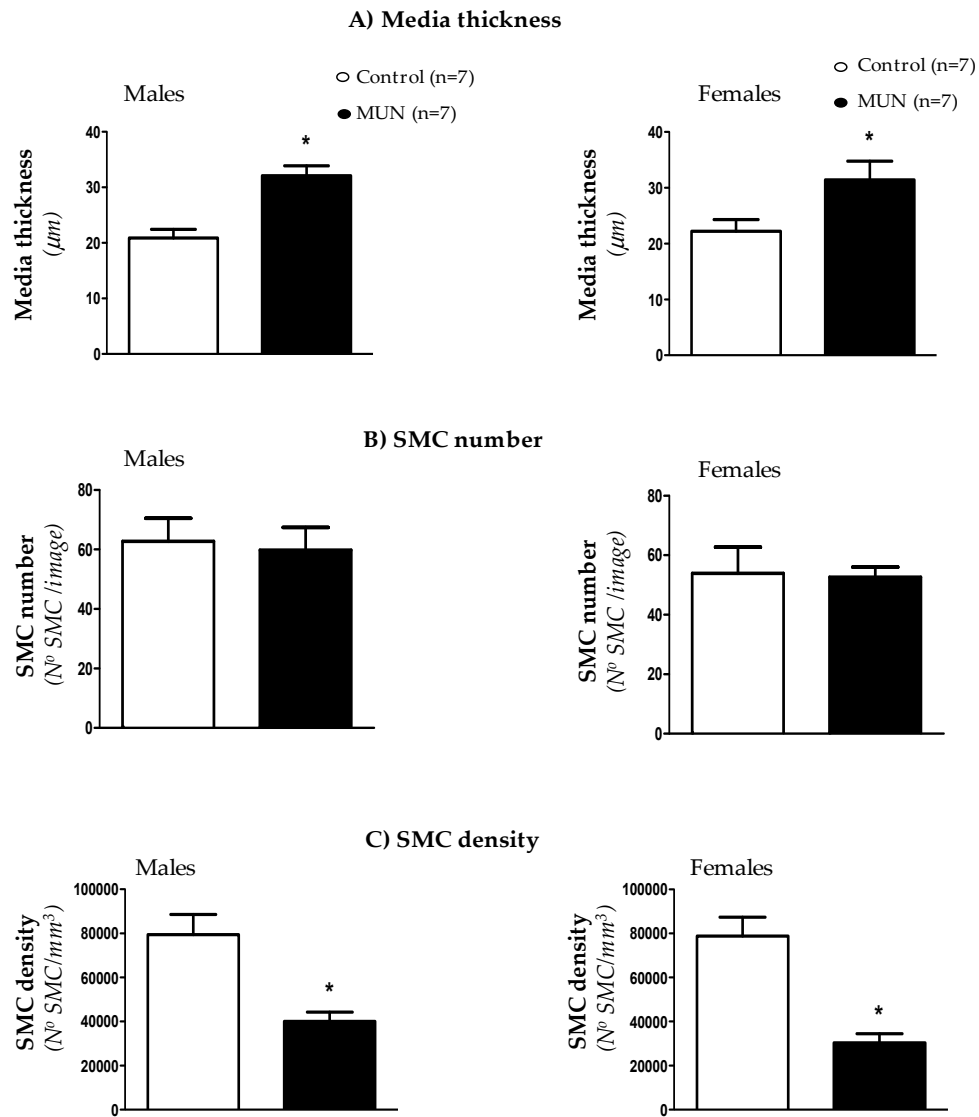 A) Media thickness
○ Control (n=7)
● MUN (n=7)
Males
Media thickness
(µm)
40
30
20
10
0
*
○ Control (n=7)
● MUN (n=7)
Females
Media thickness
(µm)
40
30
20
10
0
*
B) SMC number
Males
SMC number
(Nº SMC /image)
80
60
40
20
0
Females
SMC number
(Nº SMC /image)
80
60
40
20
0
C) SMC density
Males
SMC density
(Nº SMC/mm³)
100000
80000
60000
40000
20000
0
*
Females
SMC density
(Nº SMC/mm³)
100000
80000
60000
40000
20000
0
*